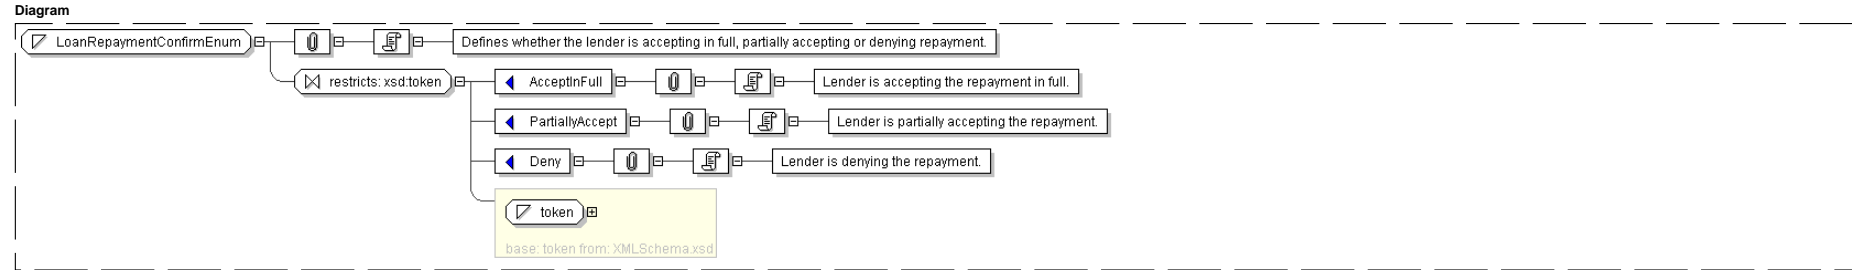 Diagram
LoanRepaymentConfirmEnum
Defines whether the lender is accepting in full, partially accepting or denying repayment.
restricts: xsd:token
AcceptInFull
Lender is accepting the repayment in full.
PartiallyAccept
Lender is partially accepting the repayment.
Deny
Lender is denying the repayment.
token
base: token from: XMLSchema.xsd